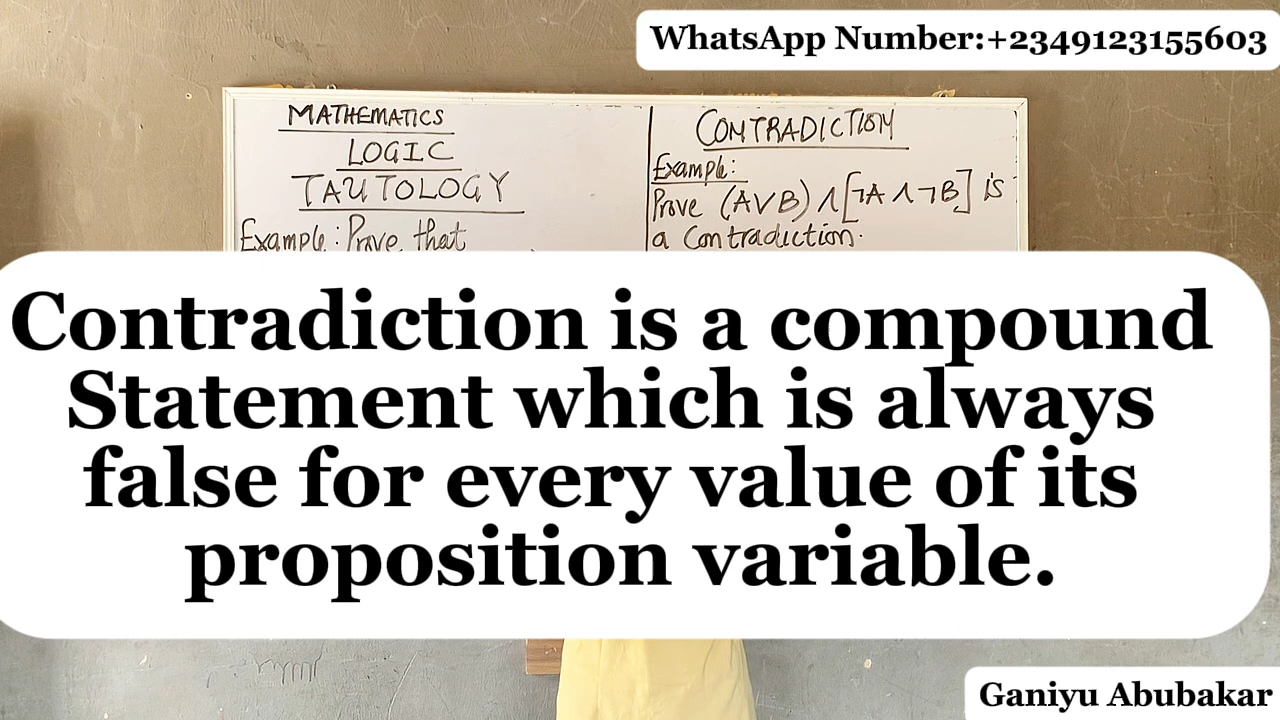 WhatsApp Number:+2349123155603
MATHEMATICS
LOGIC
TAUTOLOGY
Example: Prove that
CONTRADICTION
Example:
Prove (A∨B) ∧ [¬A ∧ ¬B] is
a Contradiction.
Contradiction is a compound
Statement which is always
false for every value of its
proposition variable.
Ganiyu Abubakar